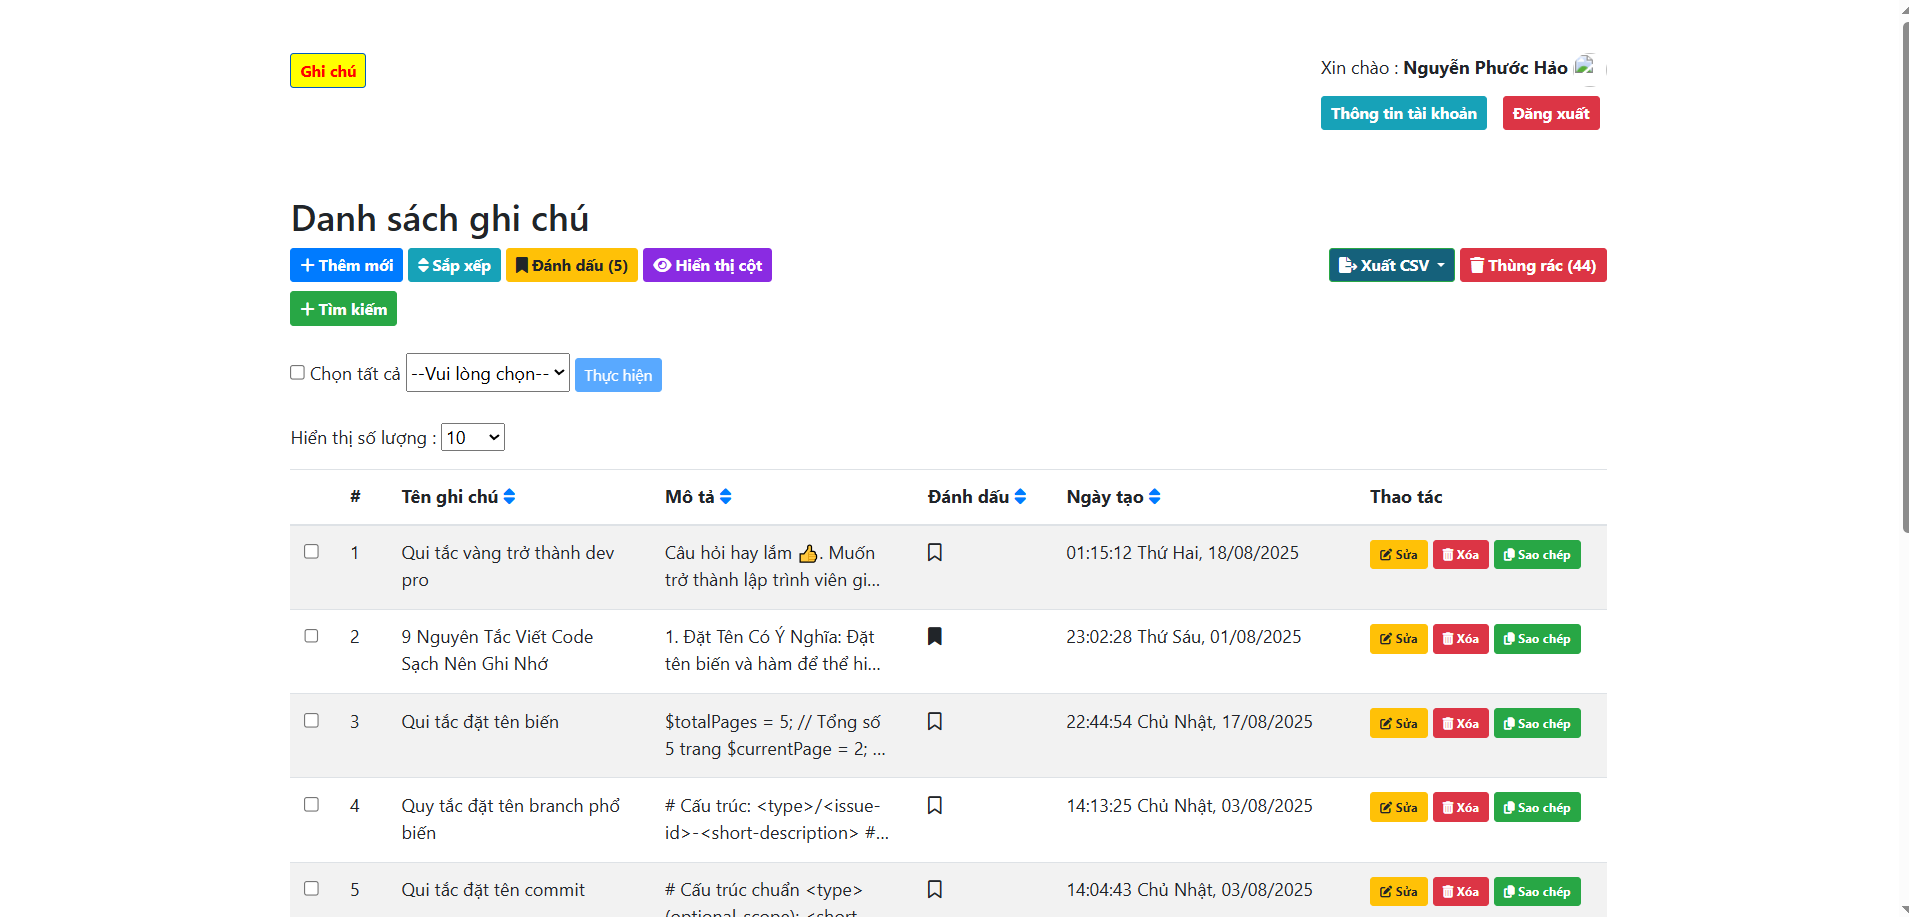 Ghi chú
Xin chào : Nguyễn Phước Hảo
Thông tin tài khoản Đăng xuất
Danh sách ghi chú
Thêm mới Sắp xếp Đánh dấu (5) Hiển thị cột Xuất CSV Thùng rác (44)
Tìm kiếm
Chọn tất cả --Vui lòng chọn-- Thực hiện
Hiển thị số lượng : 10
# Tên ghi chú Mô tả Đánh dấu Ngày tạo Thao tác
1 Qui tắc vàng trở thành dev Câu hỏi hay lắm 👍. Muốn 01:15:12 Thứ Hai, 18/08/2025 Sửa Xóa Sao chép
pro trở thành lập trình viên gi...
2 9 Nguyên Tắc Viết Code 1. Đặt Tên Có Ý Nghĩa: Đặt 23:02:28 Thứ Sáu, 01/08/2025 Sửa Xóa Sao chép
Sạch Nên Ghi Nhớ tên biến và hàm để thể hi...
3 Qui tắc đặt tên biến $totalPages = 5; // Tổng số 22:44:54 Chủ Nhật, 17/08/2025 Sửa Xóa Sao chép
5 trang $currentPage = 2; ...
4 Quy tắc đặt tên branch phổ # Cấu trúc: <type>/<issue- 14:13:25 Chủ Nhật, 03/08/2025 Sửa Xóa Sao chép
biến id>-<short-description> #...
5 Qui tắc đặt tên commit # Cấu trúc chuẩn <type> 14:04:43 Chủ Nhật, 03/08/2025 Sửa Xóa Sao chép
(optional scope): <short